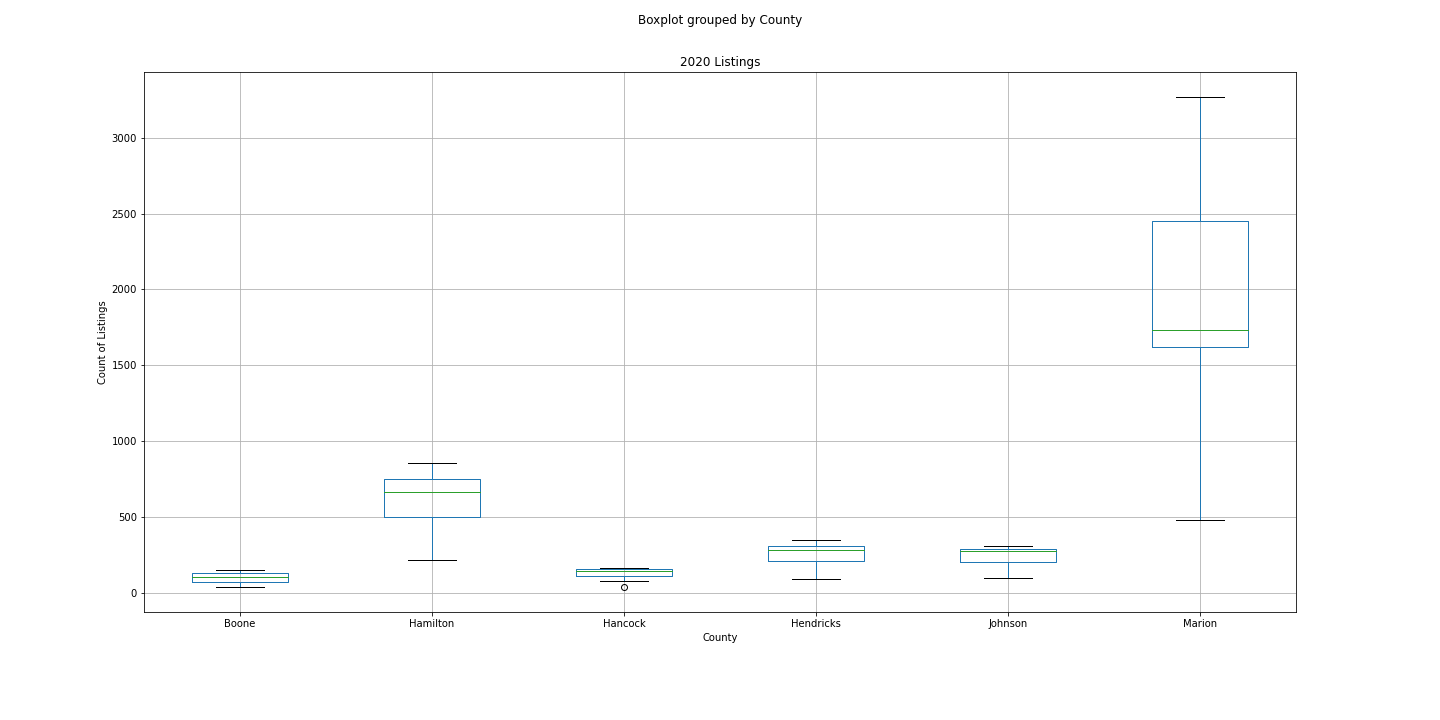 Boxplot grouped by County
2020 Listings
3000
2500
2000
1500
1000
500
0
Count of Listings
Boone Hamilton Hancock Hendricks Johnson Marion
County